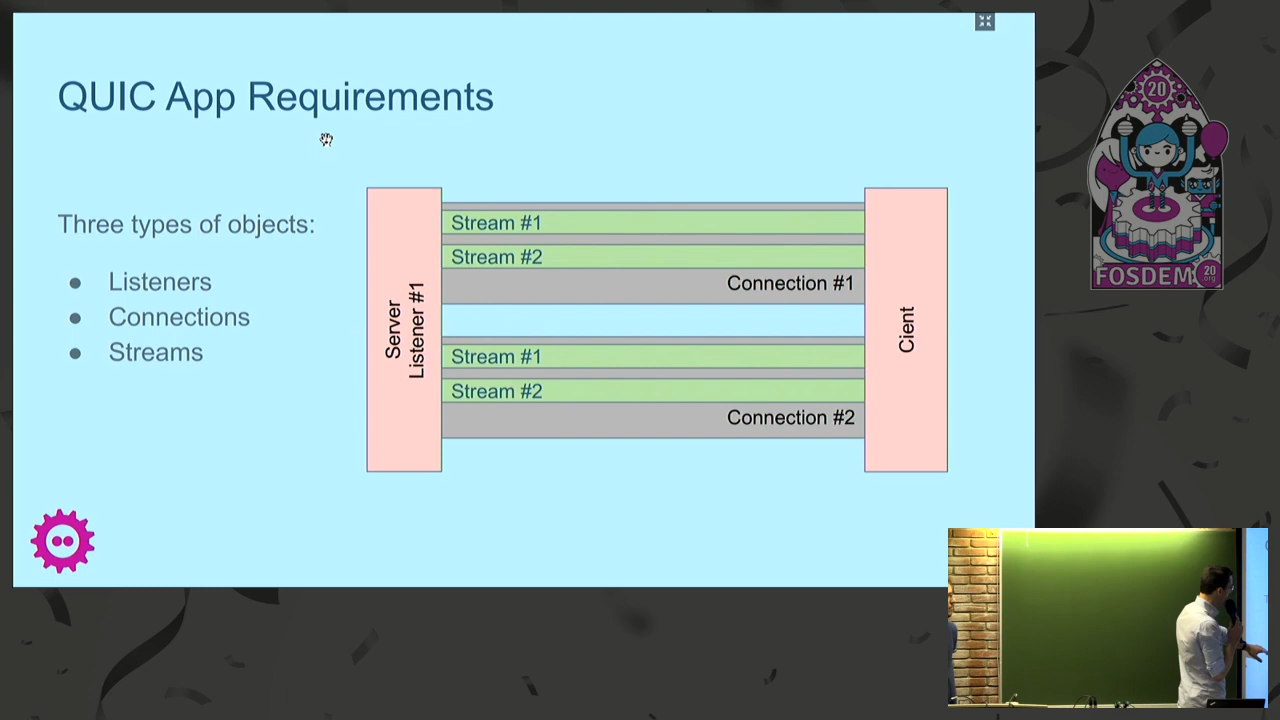 QUIC App Requirements
Three types of objects:
● Listeners
● Connections
● Streams
Server
Listener #1
Stream #1
Stream #2
Connection #1
Stream #1
Stream #2
Connection #2
Cient
20
FOSDEM
20
.org